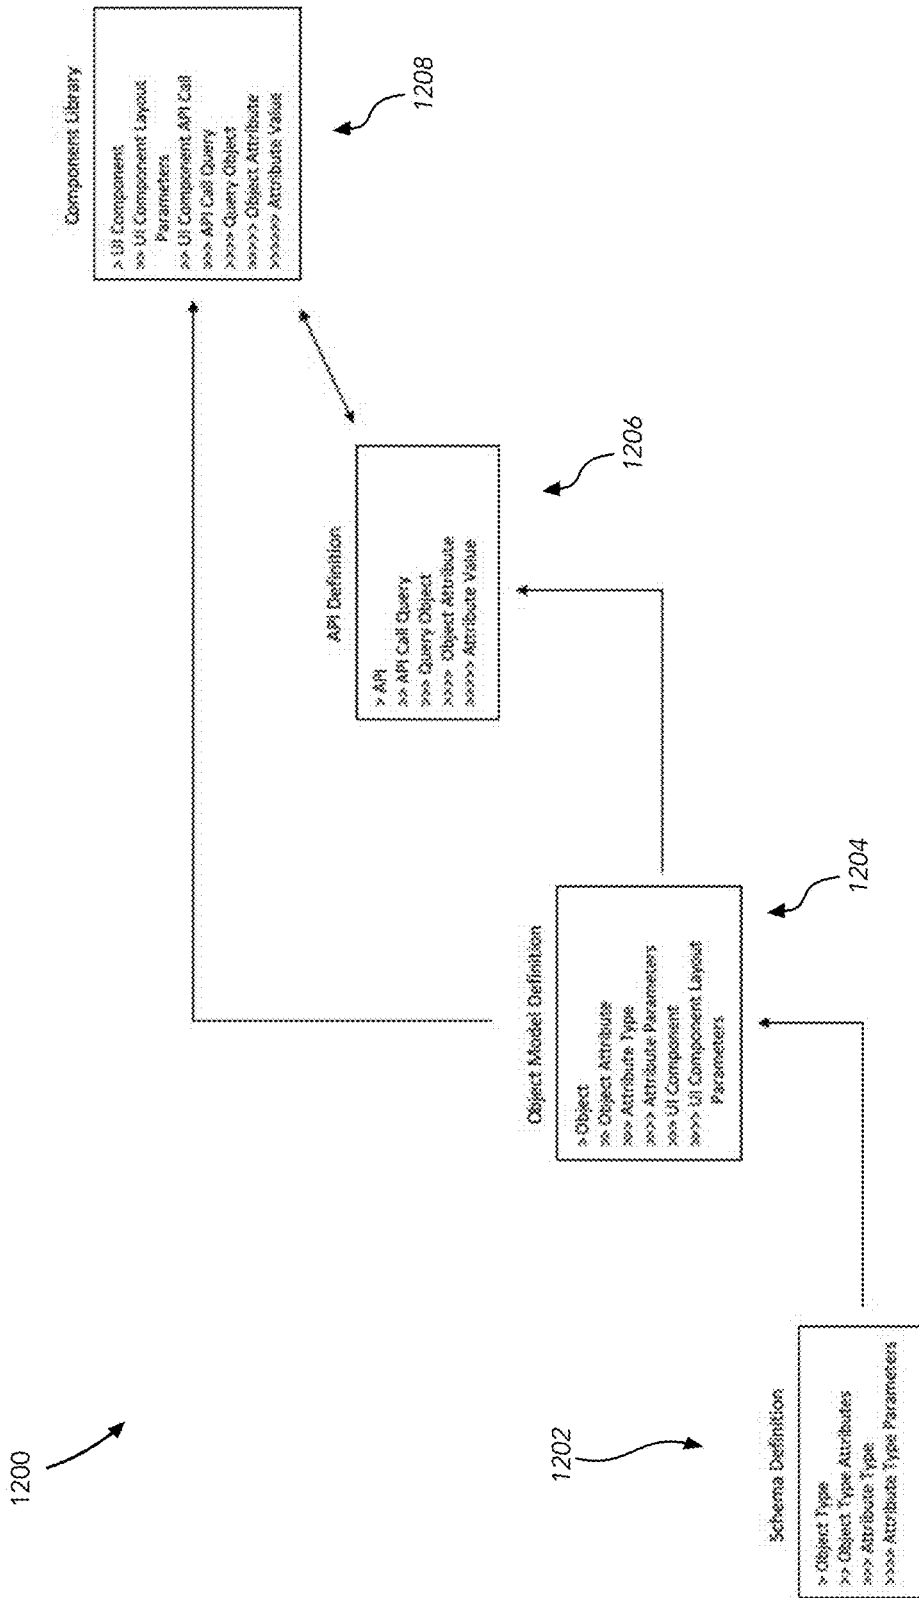 1200
Component Library
> UI Component
>> UI Component Layout
Parameters
>> UI Component API Call
>>> API Call Query
>>>> Query Object
>>>>> Object Attribute
>>>>>> Attribute Value
1208
API Definition
> API
>> API Call Query
>>> Query Object
>>>> Object Attribute
>>>>> Attribute Value
1206
Object Model Definition
> Object
>> Object Attribute
>>> Attribute Type
>>>> Attribute Parameters
>>> UI Component
>>>> UI Component Layout
Parameters
1204
Schema Definition
> Object Type
>> Object Type Attributes
>>> Attribute Type
>>>> Attribute Type Parameters
1202